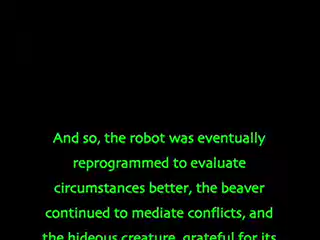 And so, the robot was eventually
reprogrammed to evaluate
circumstances better, the beaver
continued to mediate conflicts, and
the hideous creature, grateful for its